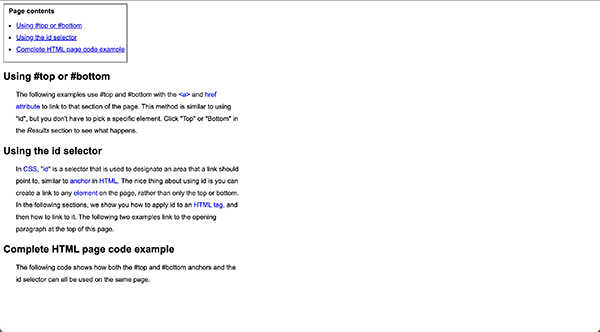 Page contents
Using #top or #bottom
Using the id selector
Complete HTML page code example
Using #top or #bottom
The following examples use #top and #bottom with the <a> and href
attribute to link to that section of the page. This method is similar to using
"id", but you don't have to pick a specific element. Click "Top" or "Bottom" in
the Results section to see what happens.
Using the id selector
In CSS, "id" is a selector that is used to designate an area that a link should
point to, similar to anchor in HTML. The nice thing about using id is you can
create a link to any element on the page, rather than only the top or bottom.
In the following sections, we show you how to apply id to an HTML tag, and
then how to link to it. The following two examples link to the opening
paragraph at the top of this page.
Complete HTML page code example
The following code shows how both the #top and #bottom anchors and the
id selector can all be used on the same page.